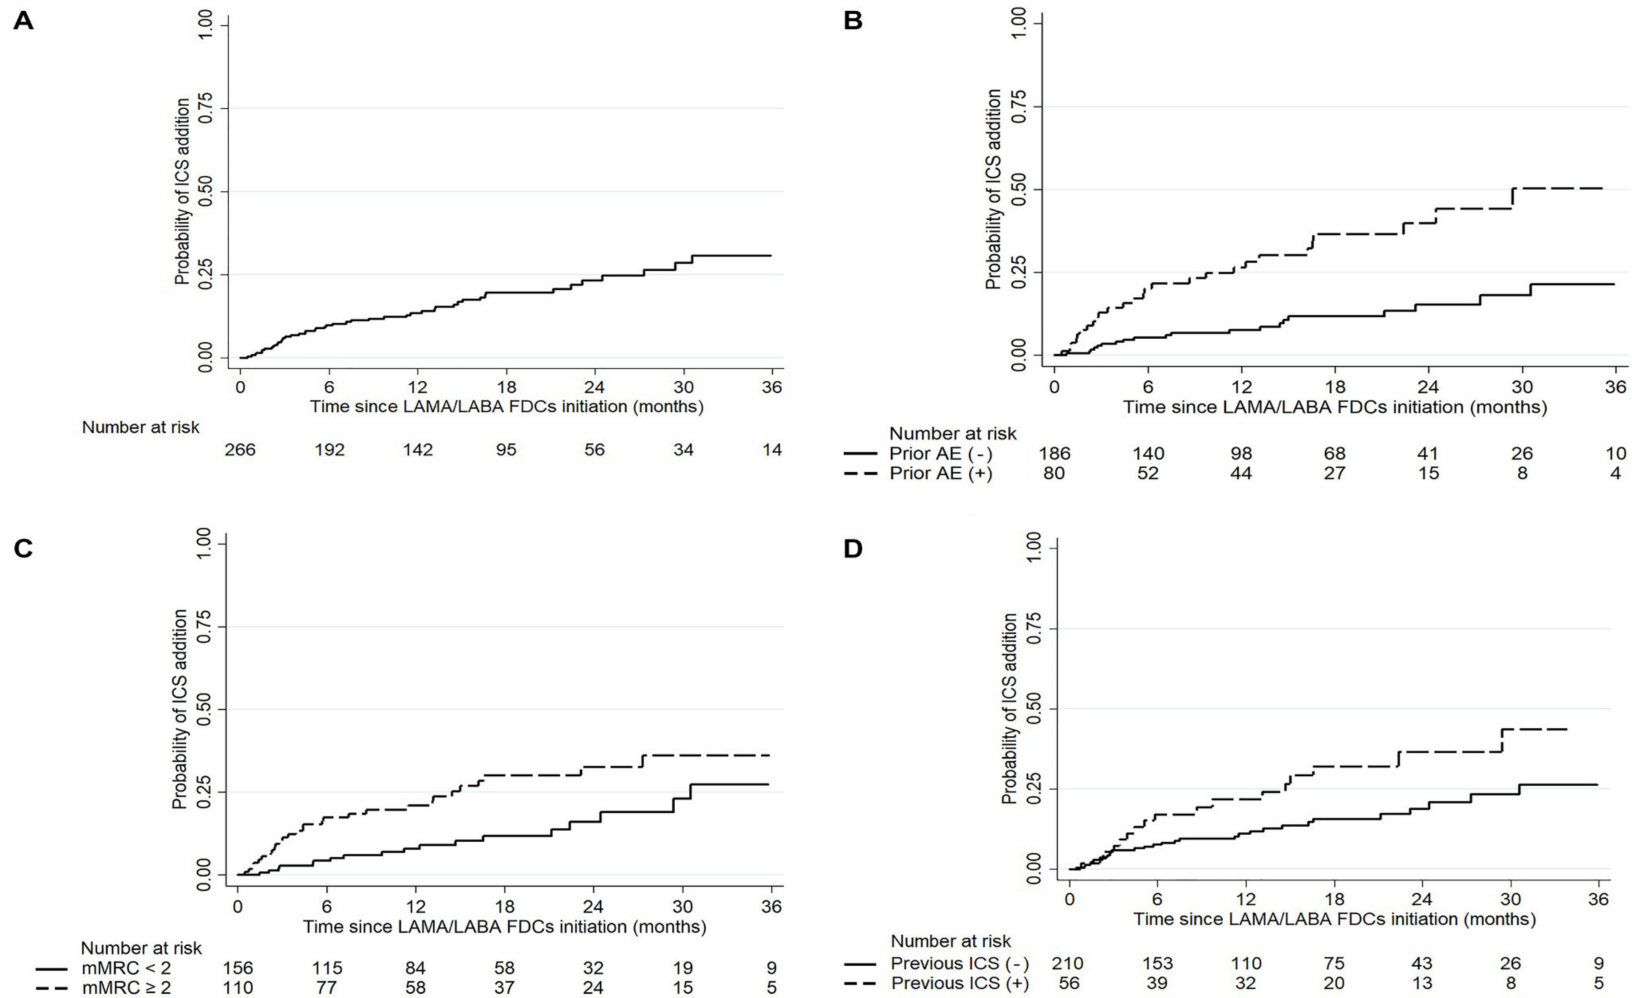 A
Probability of ICS addition
1.00
0.75
0.50
0.25
0.00
0 6 12 18 24 30 36
Time since LAMA/LABA FDCs initiation (months)
Number at risk
266 192 142 95 56 34 14
B
Probability of ICS addition
1.00
0.75
0.50
0.25
0.00
0 6 12 18 24 30 36
Time since LAMA/LABA FDCs initiation (months)
Number at risk
Prior AE (-) 186 140 98 68 41 26 10
Prior AE (+) 80 52 44 27 15 8 4
C
Probability of ICS addition
1.00
0.75
0.50
0.25
0.00
0 6 12 18 24 30 36
Time since LAMA/LABA FDCs initiation (months)
Number at risk
mMRC < 2 156 115 84 58 32 19 9
mMRC ≥ 2 110 77 58 37 24 15 5
D
Probability of ICS addition
1.00
0.75
0.50
0.25
0.00
0 6 12 18 24 30 36
Time since LAMA/LABA FDCs initiation (months)
Number at risk
Previous ICS (-) 210 153 110 75 43 26 9
Previous ICS (+) 56 39 32 20 13 8 5